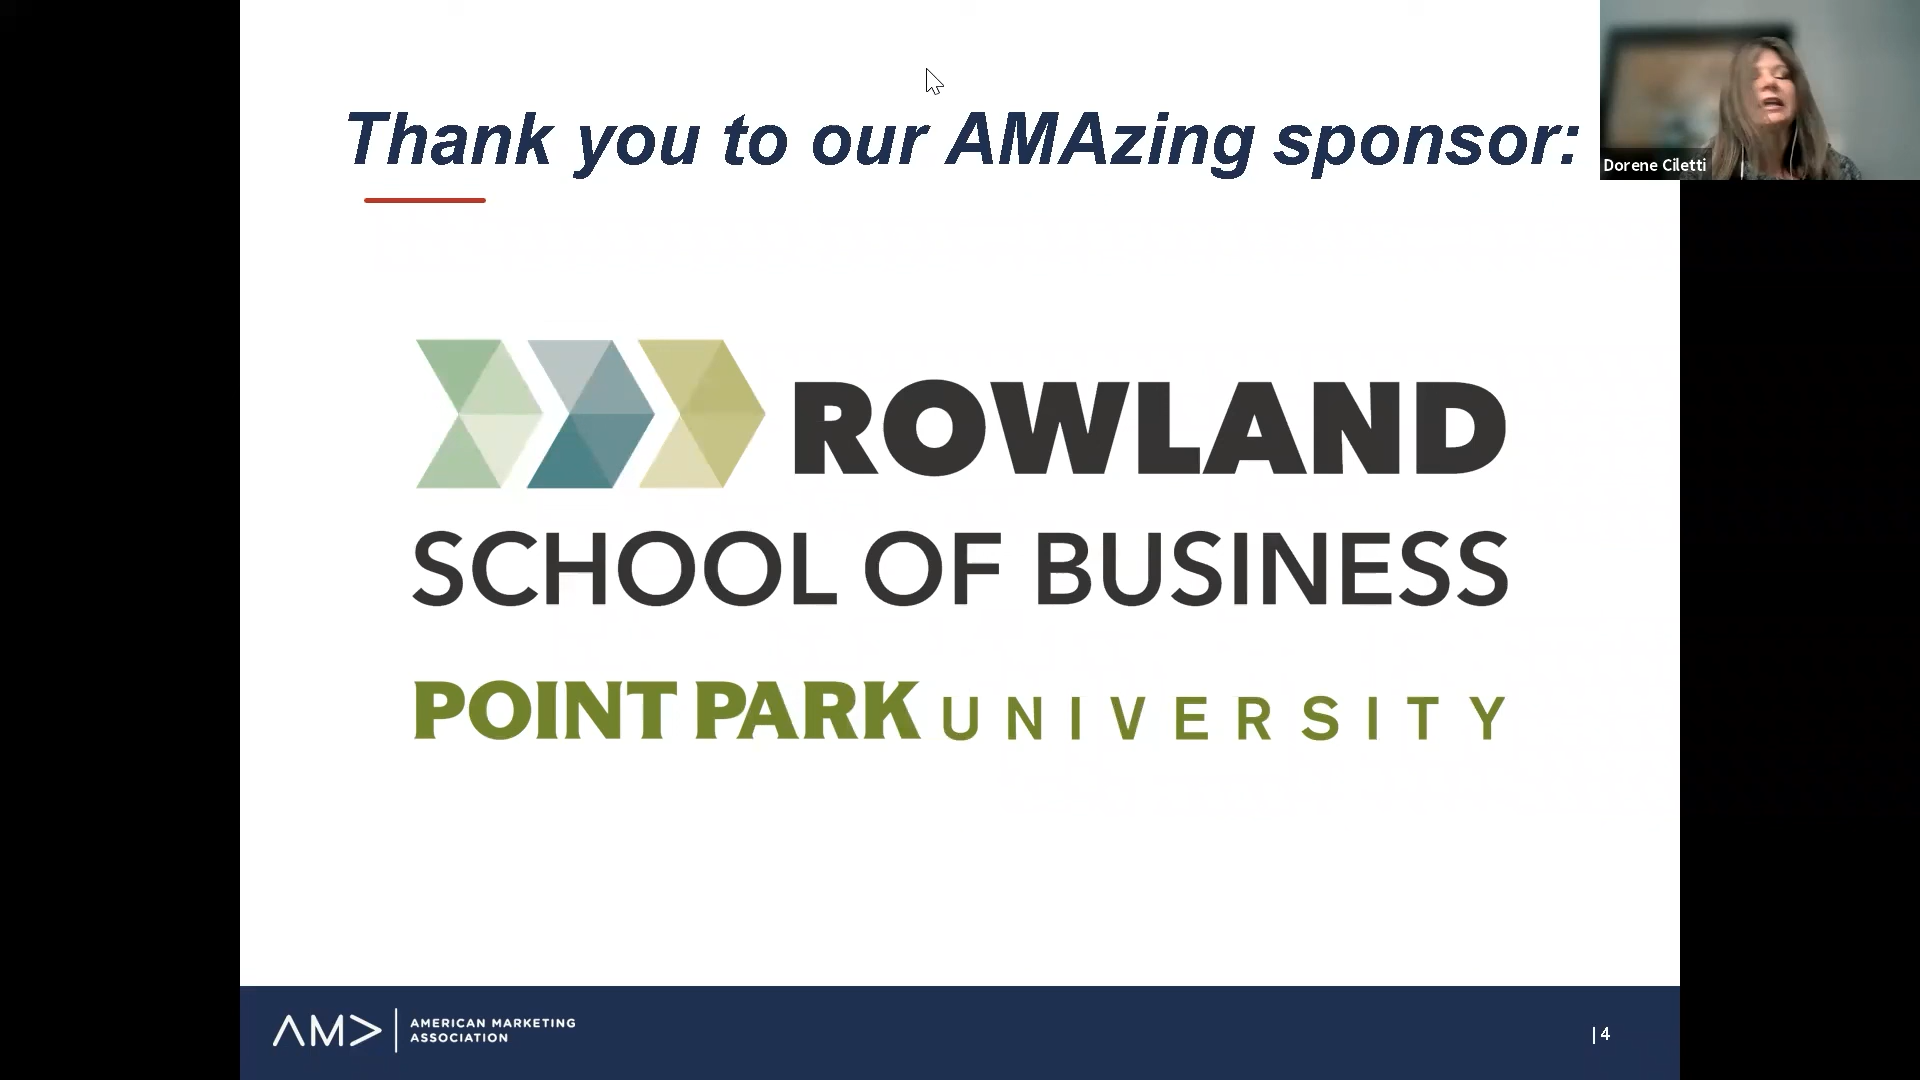 Thank you to our AMAzing sponsor:
Dorene Ciletti
ROWLAND
SCHOOL OF BUSINESS
POINT PARK UNIVERSITY
AMA
AMERICAN MARKETING
ASSOCIATION
| 4